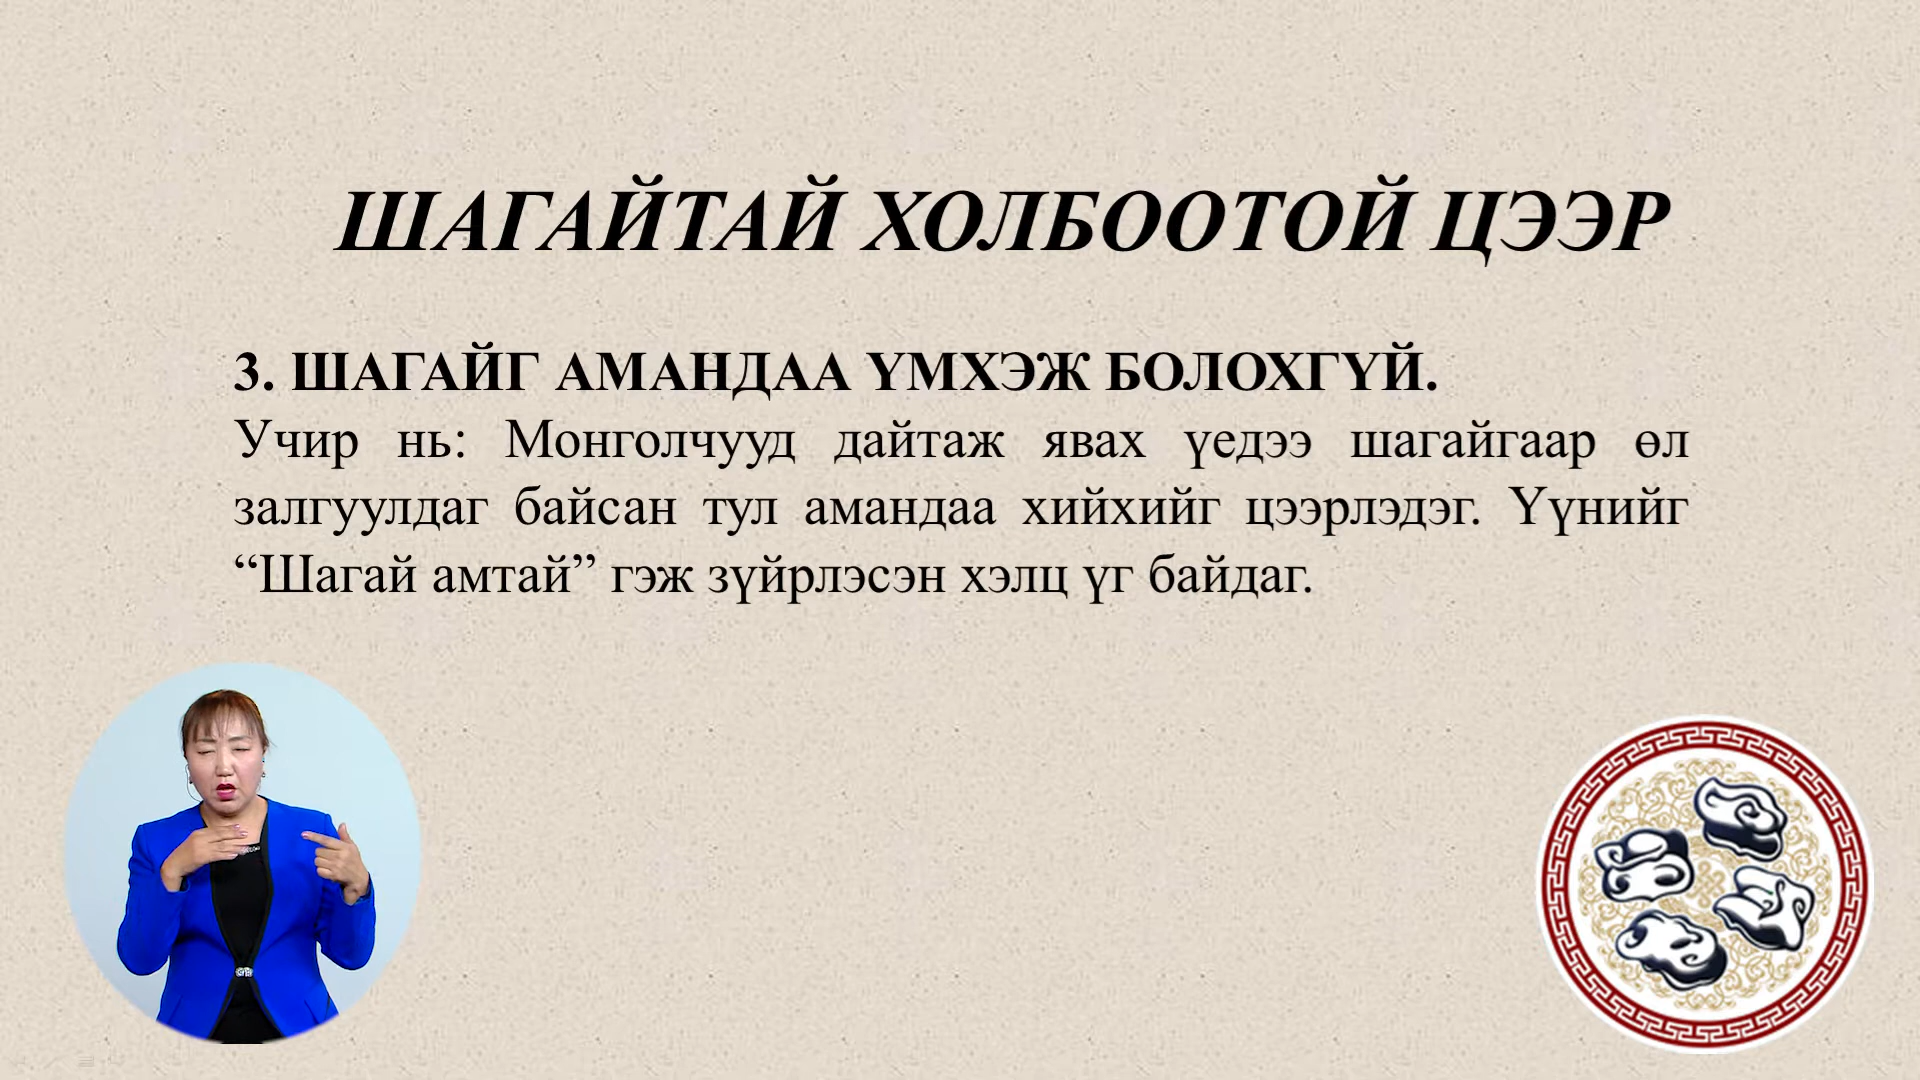 ШАГАЙТАЙ ХОЛБООТОЙ ЦЭЭР
3. ШАГАЙГ АМАНДАА ҮМХЭЖ БОЛОХГҮЙ.
Учир нь: Монголчууд дайтаж явах үедээ шагайгаар өл
залгуулдаг байсан тул амандаа хийхийг цээрлэдэг. Үүнийг
“Шагай амтай” гэж зүйрлэсэн хэлц үг байдаг.